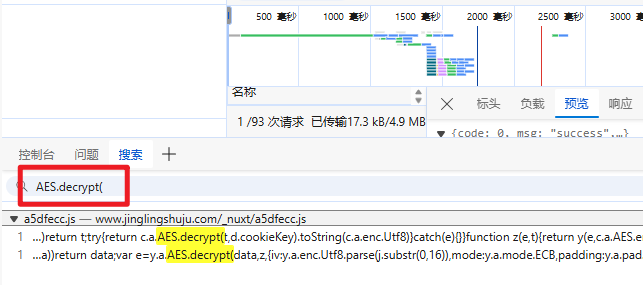 500 毫秒 1000 毫秒 1500 毫秒 2000 毫秒 2500 毫秒 3000 毫秒
名称
标头 负载 预览 响应
1 /93 次请求 已传输17.3 kB/4.9 MB
▼ {code: 0, msg: "success",…}
控制台 问题 搜索
AES.decrypt(
▼ a5dfecc.js — www.jinglingshuju.com/_nuxt/a5dfecc.js
1 ...)return t;try{return c.a.AES.decrypt(t,d.cookieKey).toString(c.a.enc.Utf8)}catch(e){}}function z(e,t){return y(e,c.a.AES.e
1 ...a))return data;var e=y.a.AES.decrypt(data,z,{iv:y.a.enc.Utf8.parse(j.substr(0,16)),mode:y.a.mode.ECB,padding:y.a.pad.